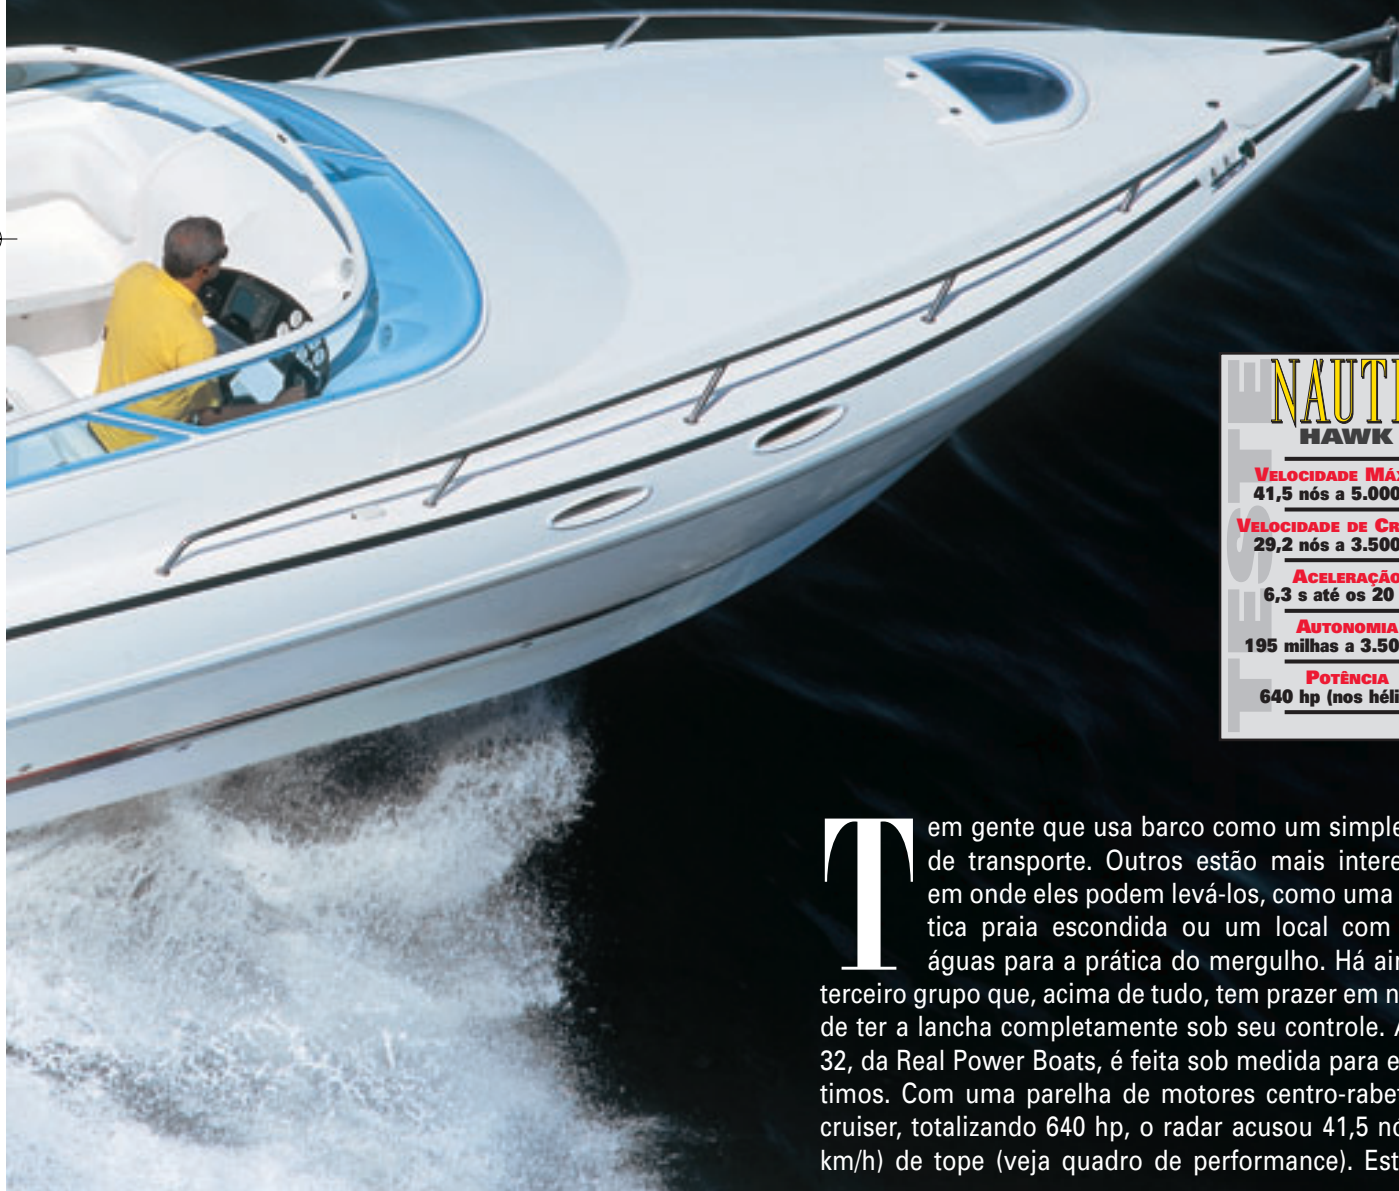 TESTE
NÁUTI
HAWK
VELOCIDADE MÁX
41,5 nós a 5.000
VELOCIDADE DE CR
29,2 nós a 3.500
ACELERAÇÃO
6,3 s até os 20
AUTONOMIA
195 milhas a 3.50
POTÊNCIA
640 hp (nos héli
Tem gente que usa barco como um simple
de transporte. Outros estão mais intere
em onde eles podem levá-los, como uma
tica praia escondida ou um local com
águas para a prática do mergulho. Há ain
terceiro grupo que, acima de tudo, tem prazer em n
de ter a lancha completamente sob seu controle. A
32, da Real Power Boats, é feita sob medida para e
timos. Com uma parelha de motores centro-rabet
cruiser, totalizando 640 hp, o radar acusou 41,5 nó
km/h) de tope (veja quadro de performance). Est